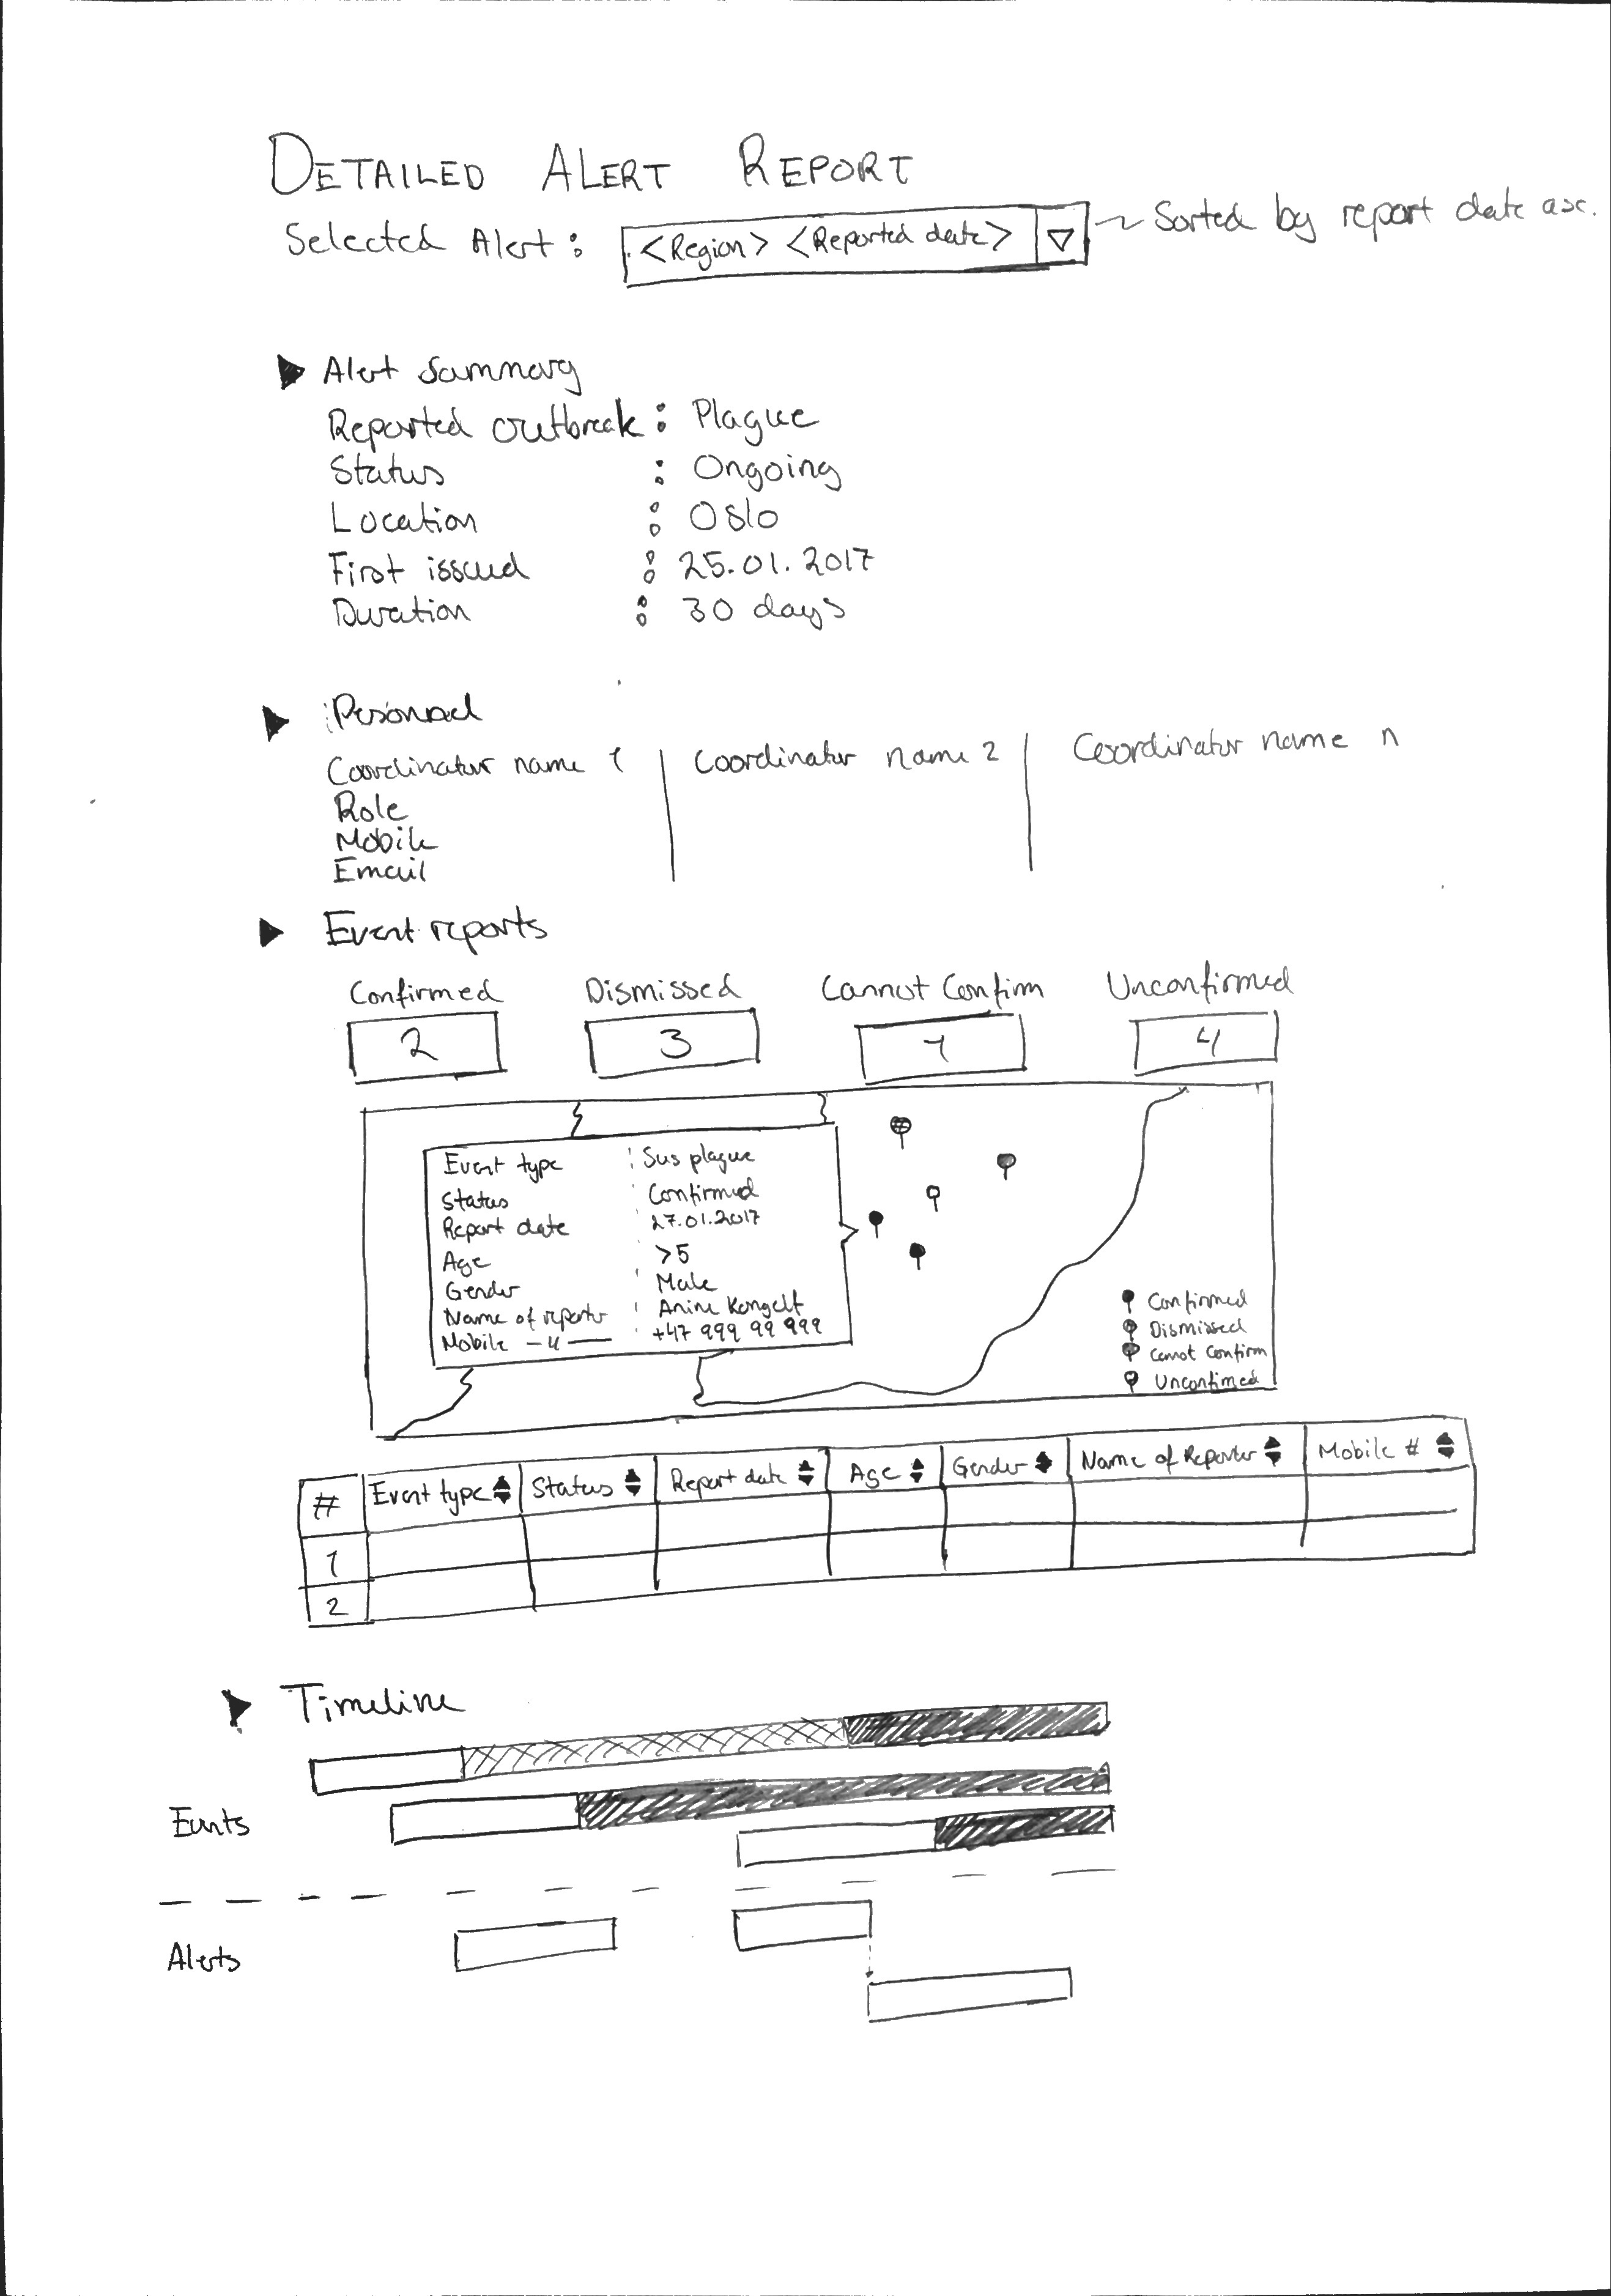 DETAILED ALERT REPORT
Selected Alert : <Region> <Reported date> ~ Sorted by report date asc.
Alert Summary
Reported outbreak : Plague
Status : Ongoing
Location : Oslo
First issued : 25.01.2017
Duration : 30 days
Personnel
Coordinator name 1 Coordinator name 2 Coordinator name n
Role
Mobile
Email
Event reports
Confirmed Dismissed Cannot Confirm Unconfirmed
2 3 1 4
Event type : Sus plague
Status : Confirmed
Report date : 27.01.2017
Age : >5
Gender : Male
Name of reporter : Anine
Mobile — 〃 — : +47 999 99 999
Confirmed
Dismissed
Cannot Confirm
Unconfirmed
# Event type Status Report date Age Gender Name of Reporter Mobile #
1
2
Timeline
Events
Alerts